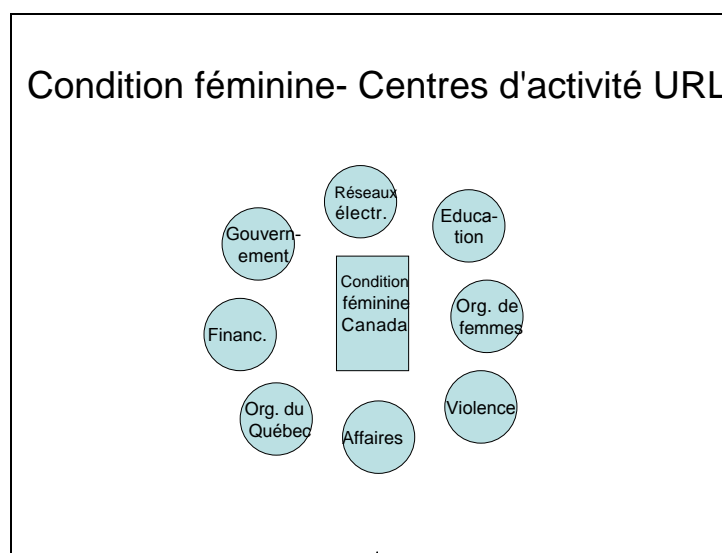 Condition féminine- Centres d'activité URL
Réseaux
électr.
Educa-
tion
Gouvern-
ement
Condition
féminine
Canada
Org. de
femmes
Financ.
Violence
Org. du
Québec
Affaires